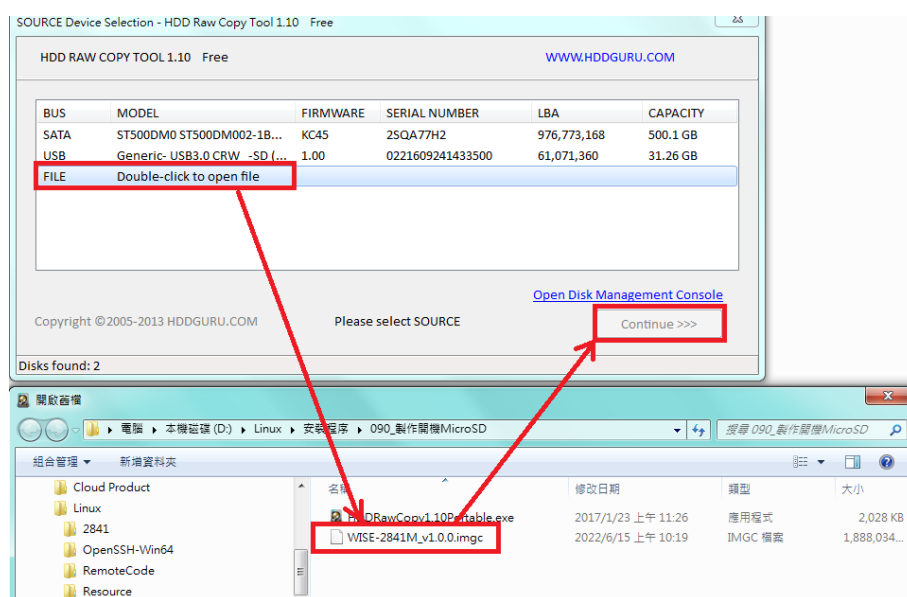 SOURCE Device Selection - HDD Raw Copy Tool 1.10 Free
HDD RAW COPY TOOL 1.10 Free WWW.HDDGURU.COM
BUS MODEL FIRMWARE SERIAL NUMBER LBA CAPACITY
SATA ST500DM0 ST500DM002-1B... KC45 2SQA77H2 976,773,168 500.1 GB
USB Generic- USB3.0 CRW -SD (... 1.00 0221609241433500 61,071,360 31.26 GB
FILE Double-click to open file
Open Disk Management Console
Copyright ©2005-2013 HDDGURU.COM Please select SOURCE Continue >>>
Disks found: 2
開啟舊檔
電腦 本機磁碟 (D:) Linux 安裝程序 090_製作開機MicroSD 搜尋 090_製作開機MicroSD
組合管理 新增資料夾
Cloud Product
Linux
2841
OpenSSH-Win64
RemoteCode
Resource
名稱 修改日期 類型 大小
HDDRawCopy1.10Portable.exe 2017/1/23 上午 11:26 應用程式 2,028 KB
WISE-2841M_v1.0.0.imgc 2022/6/15 上午 10:19 IMGC 檔案 1,888,034...